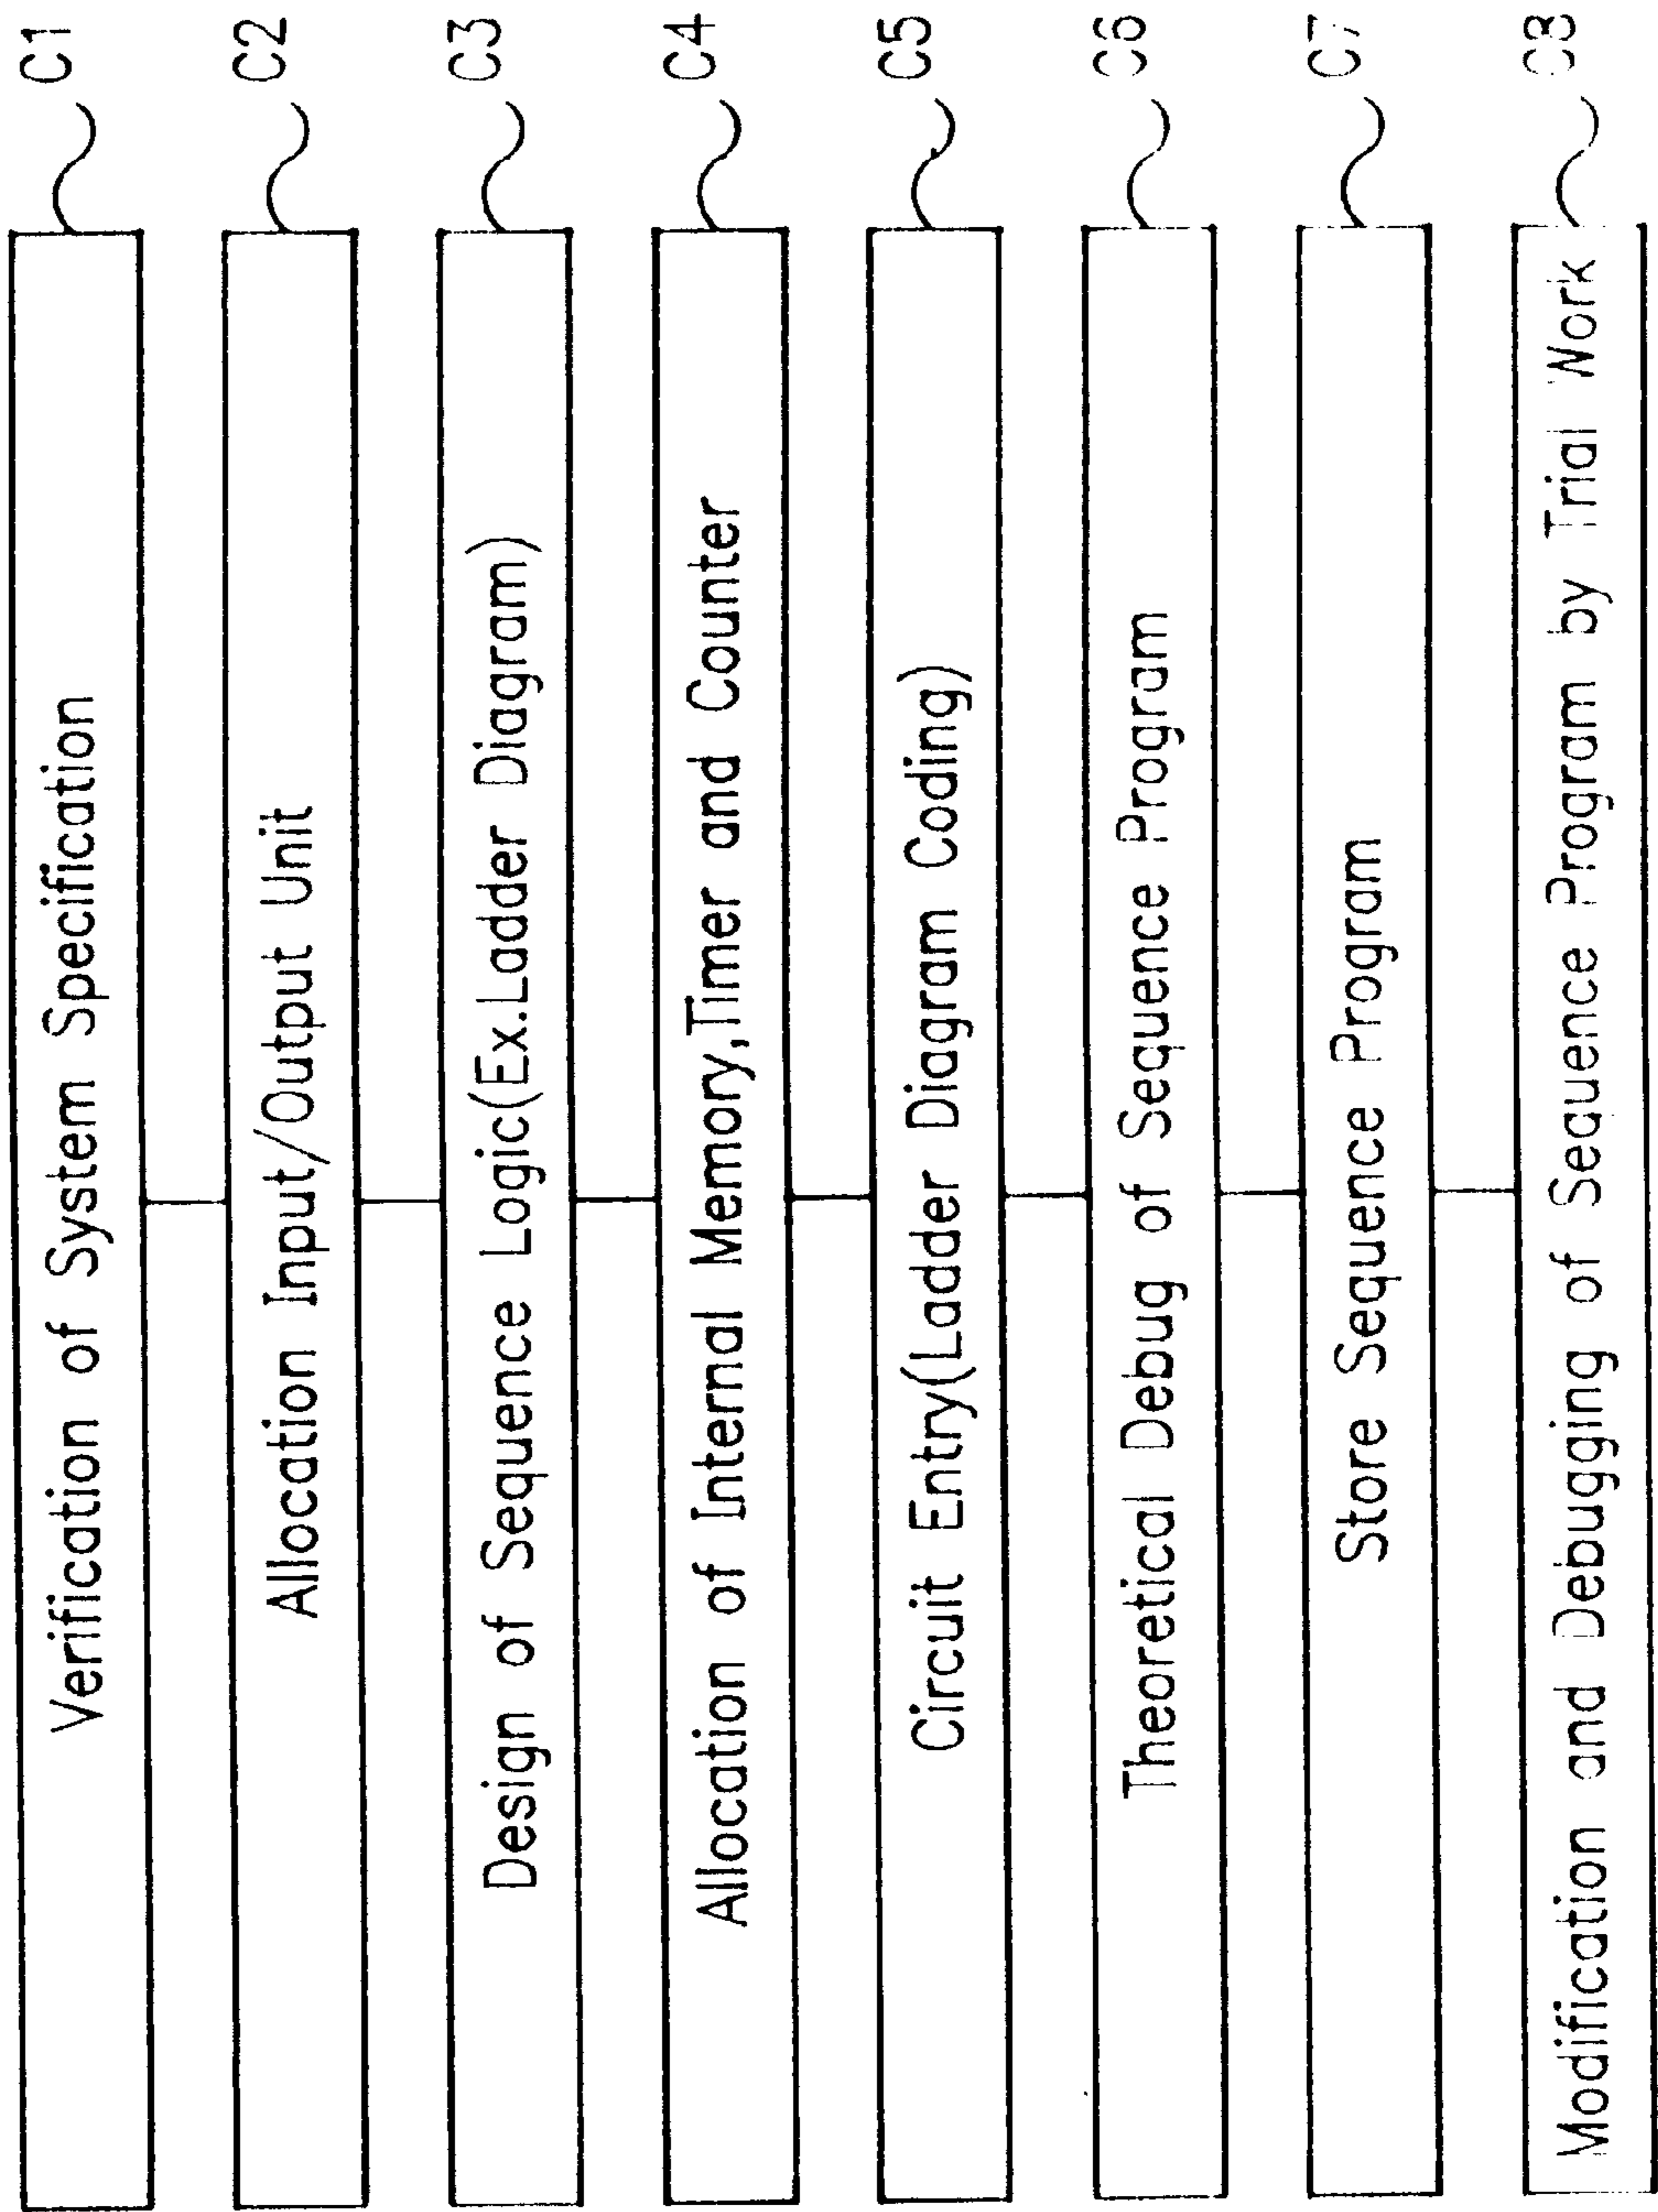 Verification of System Specification C1
Allocation Input/Output Unit C2
Design of Sequence Logic(Ex.Ladder Diagram) C3
Allocation of Internal Memory,Timer and Counter C4
Circuit Entry(Ladder Diagram Coding) C5
Theoretical Debug of Sequence Program C6
Store Sequence Program C7
Modification and Debugging of Sequence Program by Trial Work C8